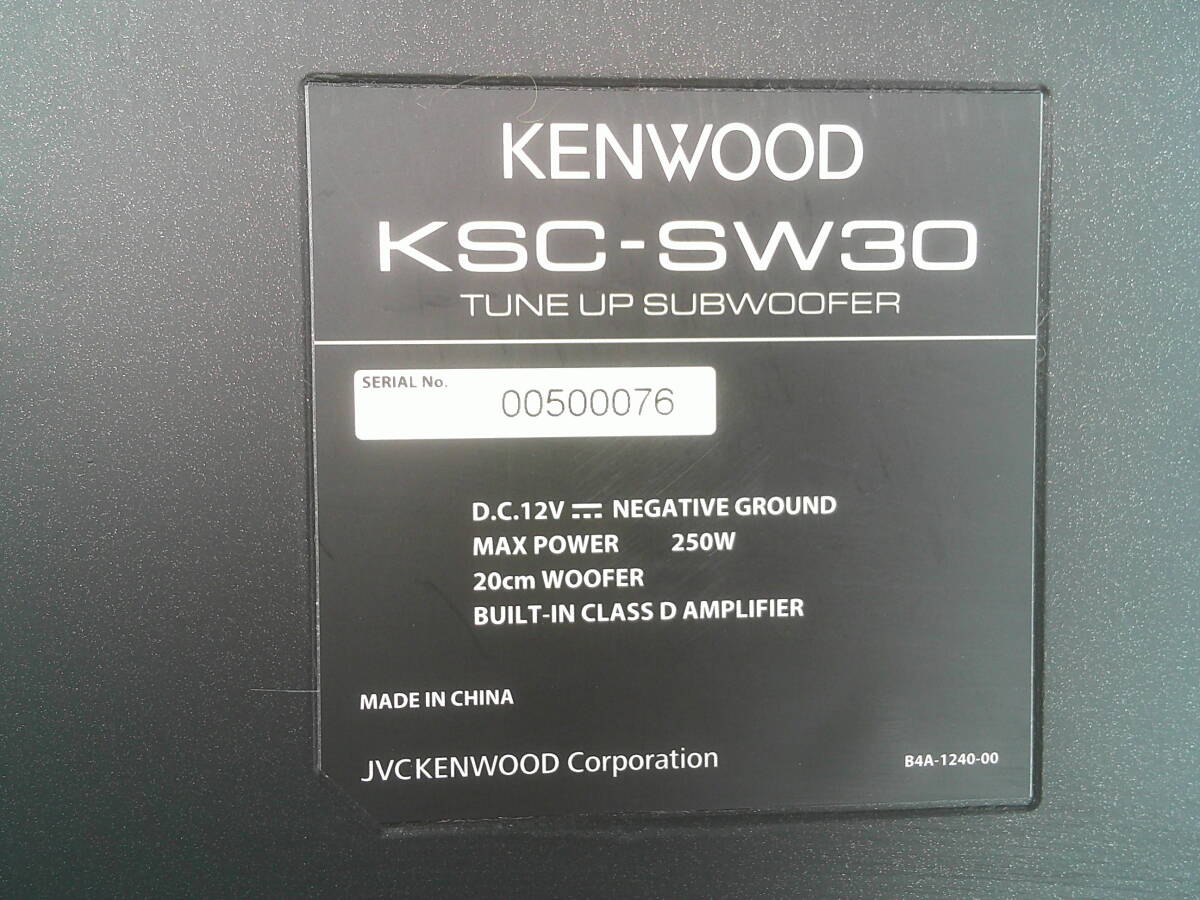 KENWOOD
KSC-SW30
TUNE UP SUBWOOFER
SERIAL No.
00500076
D.C.12V ⎓ NEGATIVE GROUND
MAX POWER 250W
20cm WOOFER
BUILT-IN CLASS D AMPLIFIER
MADE IN CHINA
JVCKENWOOD Corporation
B4A-1240-00